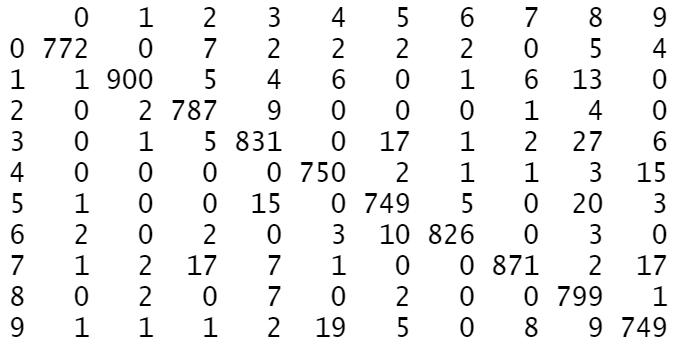 0 1 2 3 4 5 6 7 8 9
0 772 0 7 2 2 2 2 0 5 4
1 1 900 5 4 6 0 1 6 13 0
2 0 2 787 9 0 0 0 1 4 0
3 0 1 5 831 0 17 1 2 27 6
4 0 0 0 0 750 2 1 1 3 15
5 1 0 0 15 0 749 5 0 20 3
6 2 0 2 0 3 10 826 0 3 0
7 1 2 17 7 1 0 0 871 2 17
8 0 2 0 7 0 2 0 0 799 1
9 1 1 1 2 19 5 0 8 9 749